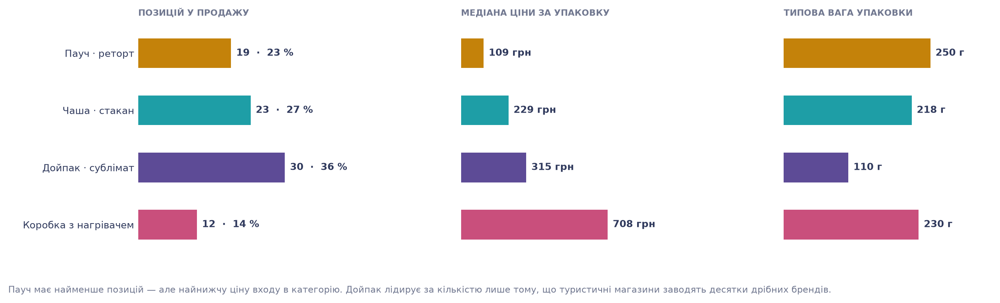 ПОЗИЦІЙ У ПРОДАЖУ
МЕДІАНА ЦІНИ ЗА УПАКОВКУ
ТИПОВА ВАГА УПАКОВКИ
Пауч · реторт
19 · 23 %
109 грн
250 г
Чаша · стакан
23 · 27 %
229 грн
218 г
Дойпак · сублімат
30 · 36 %
315 грн
110 г
Коробка з нагрівачем
12 · 14 %
708 грн
230 г
Пауч має найменше позицій — але найнижчу ціну входу в категорію. Дойпак лідирує за кількістю лише тому, що туристичні магазини заводять десятки дрібних брендів.